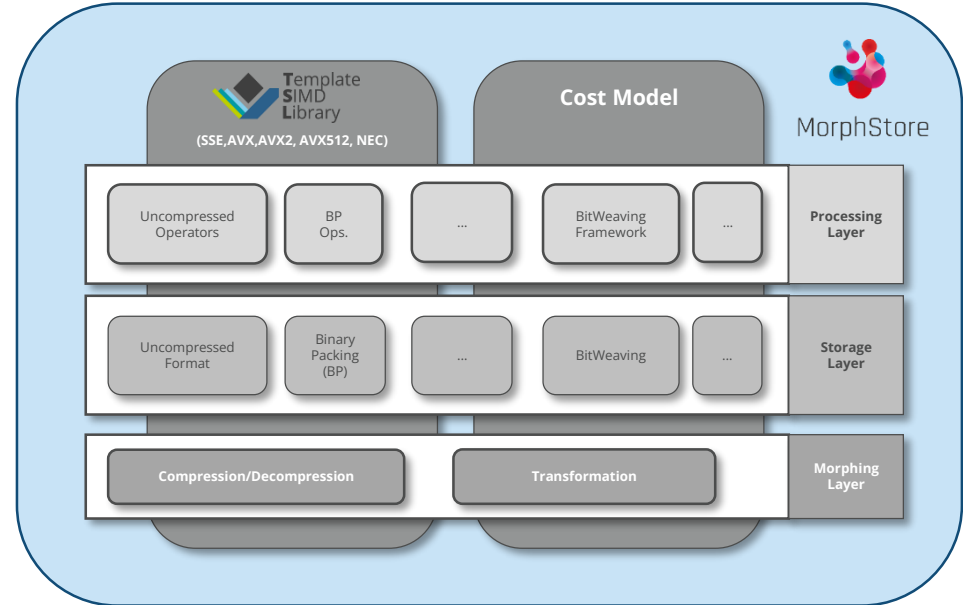 Template
SIMD
Library
(SSE,AVX,AVX2, AVX512, NEC)
Cost Model
MorphStore
Uncompressed
Operators
BP
Ops.
...
BitWeaving
Framework
...
Processing
Layer
Uncompressed
Format
Binary
Packing
(BP)
...
BitWeaving
...
Storage
Layer
Compression/Decompression
Transformation
Morphing
Layer